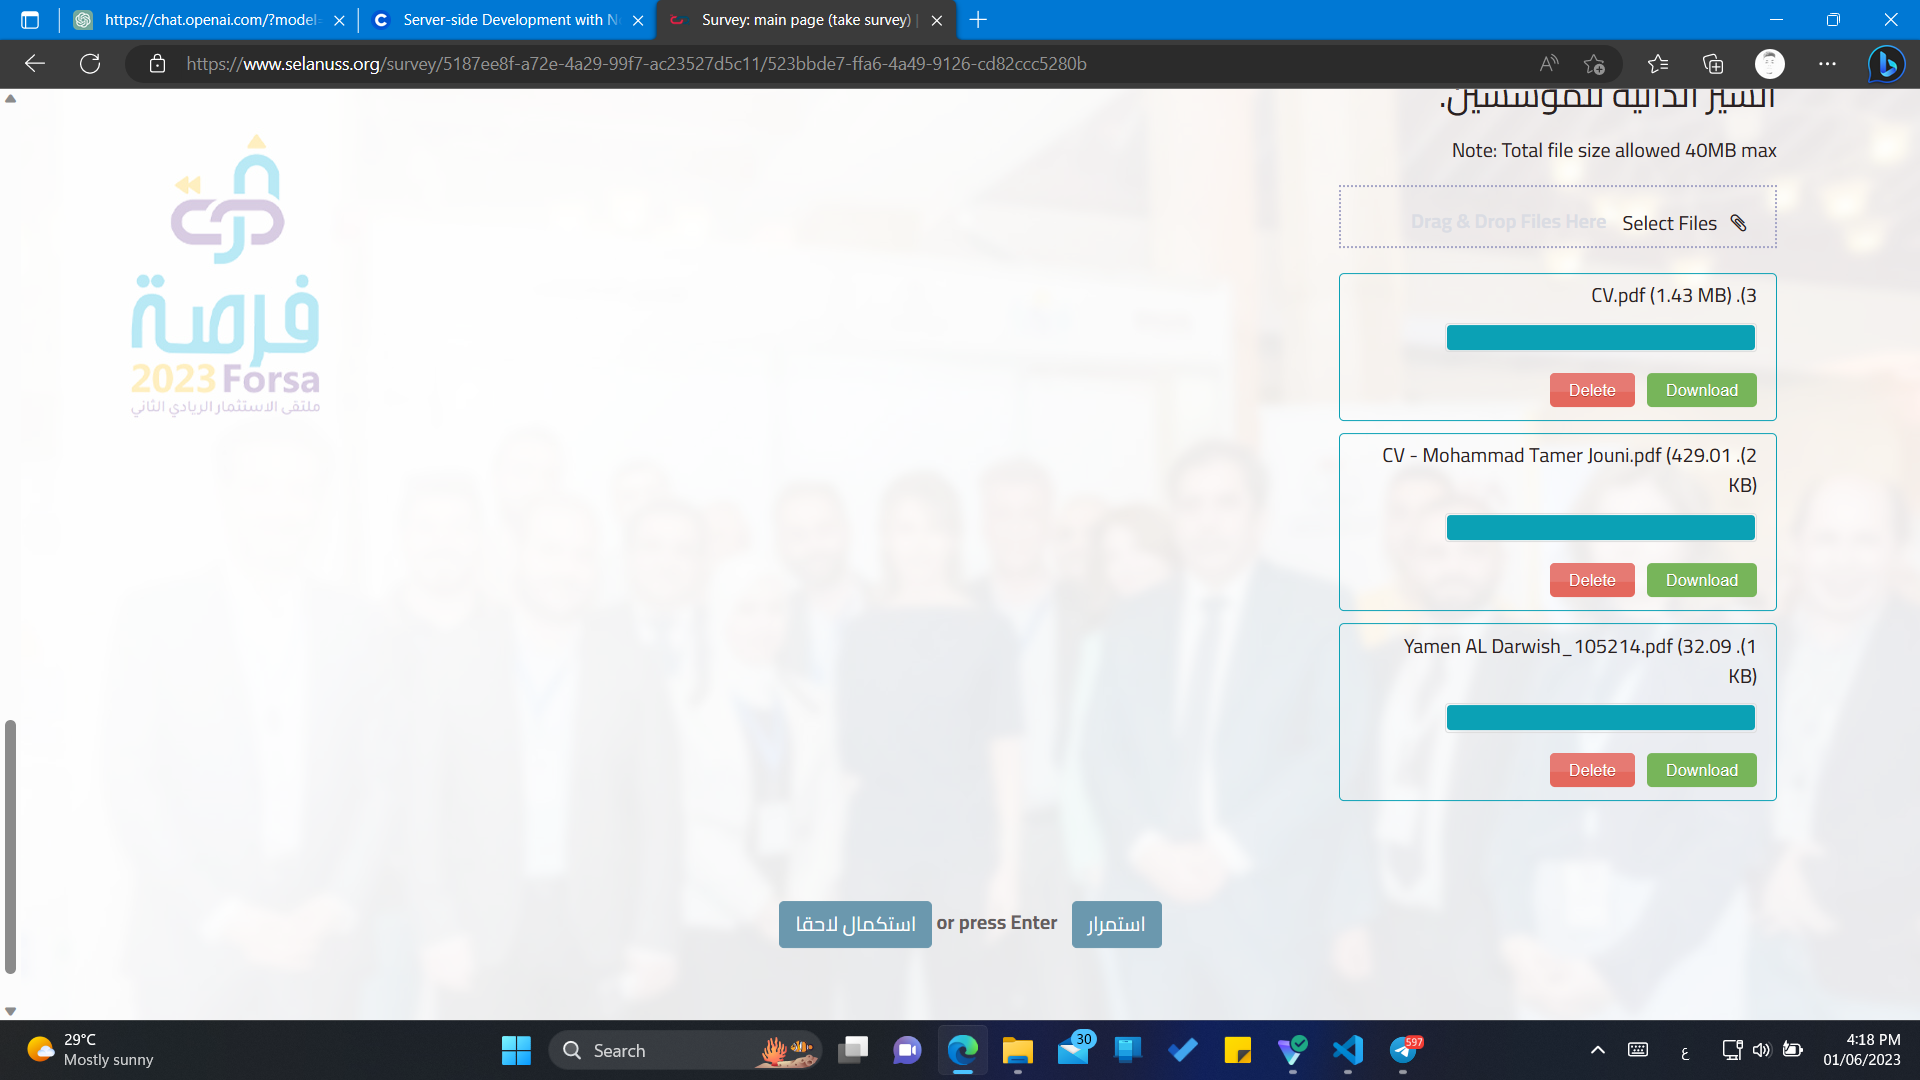 https://chat.openai.com/?model=
Server-side Development with N
Survey: main page (take survey) |
https://www.selanuss.org/survey/5187ee8f-a72e-4a29-99f7-ac23527d5c11/523bbde7-ffa6-4a49-9126-cd82ccc5280b
السير الذاتية للمؤسسين.
Note: Total file size allowed 40MB max
Drag & Drop Files Here Select Files
فرصة
2023 Forsa
ملتقى الاستثمار الريادي الثاني
CV.pdf (1.43 MB) .(3
Delete Download
CV - Mohammad Tamer Jouni.pdf (429.01 .(2
KB)
Delete Download
Yamen AL Darwish_105214.pdf (32.09 .(1
KB)
Delete Download
استكمال لاحقا or press Enter استمرار
29°C
Mostly sunny
Search
30
597
ع
4:18 PM
01/06/2023